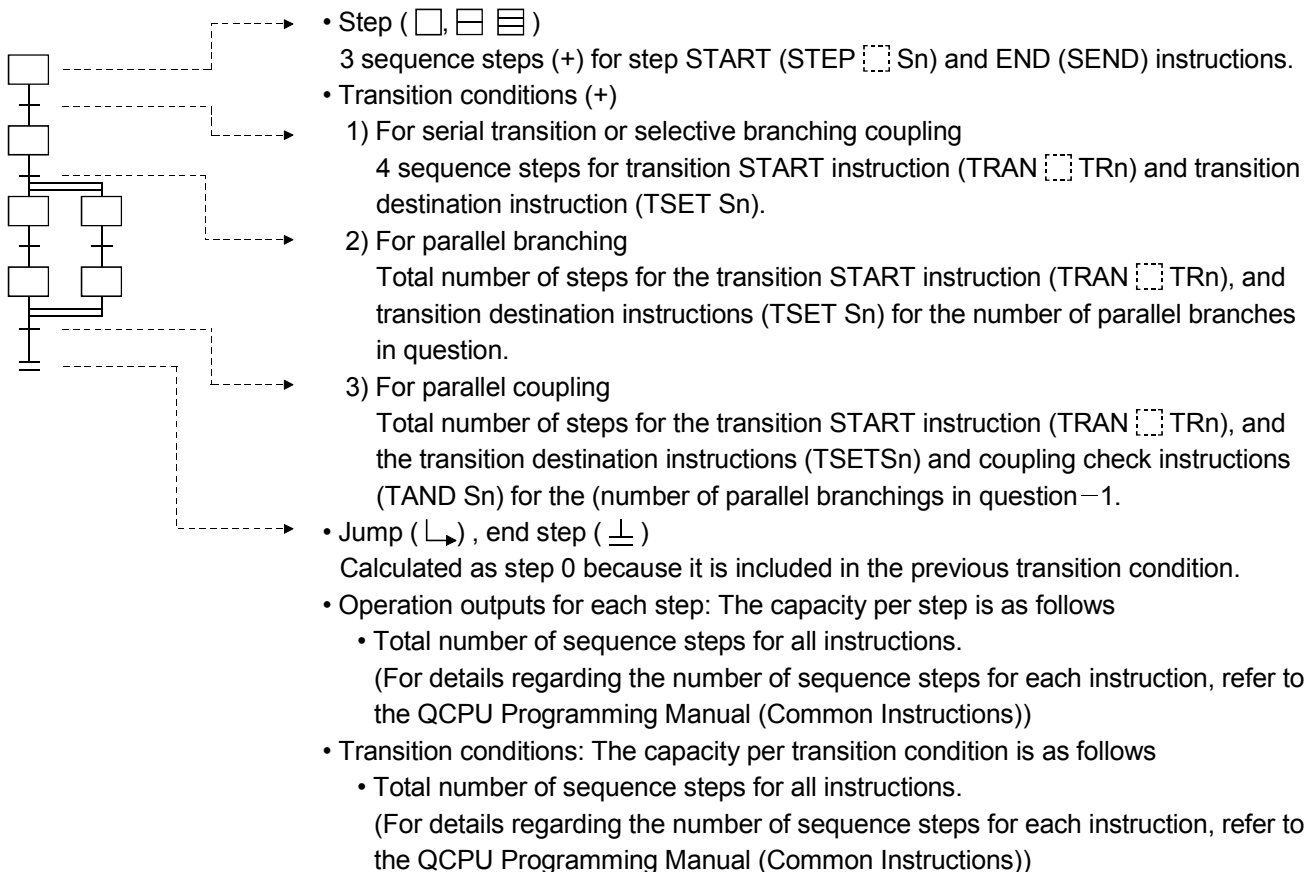 • Step ( □, 日 目 )
3 sequence steps (+) for step START (STEP [ ] Sn) and END (SEND) instructions.
• Transition conditions (+)
1) For serial transition or selective branching coupling
4 sequence steps for transition START instruction (TRAN [ ] TRn) and transition
destination instruction (TSET Sn).
2) For parallel branching
Total number of steps for the transition START instruction (TRAN [ ] TRn), and
transition destination instructions (TSET Sn) for the number of parallel branches
in question.
3) For parallel coupling
Total number of steps for the transition START instruction (TRAN [ ] TRn), and
the transition destination instructions (TSETSn) and coupling check instructions
(TAND Sn) for the (number of parallel branchings in question−1.
• Jump ( ↳ ) , end step ( ⊥ )
Calculated as step 0 because it is included in the previous transition condition.
• Operation outputs for each step: The capacity per step is as follows
• Total number of sequence steps for all instructions.
(For details regarding the number of sequence steps for each instruction, refer to
the QCPU Programming Manual (Common Instructions))
• Transition conditions: The capacity per transition condition is as follows
• Total number of sequence steps for all instructions.
(For details regarding the number of sequence steps for each instruction, refer to
the QCPU Programming Manual (Common Instructions))